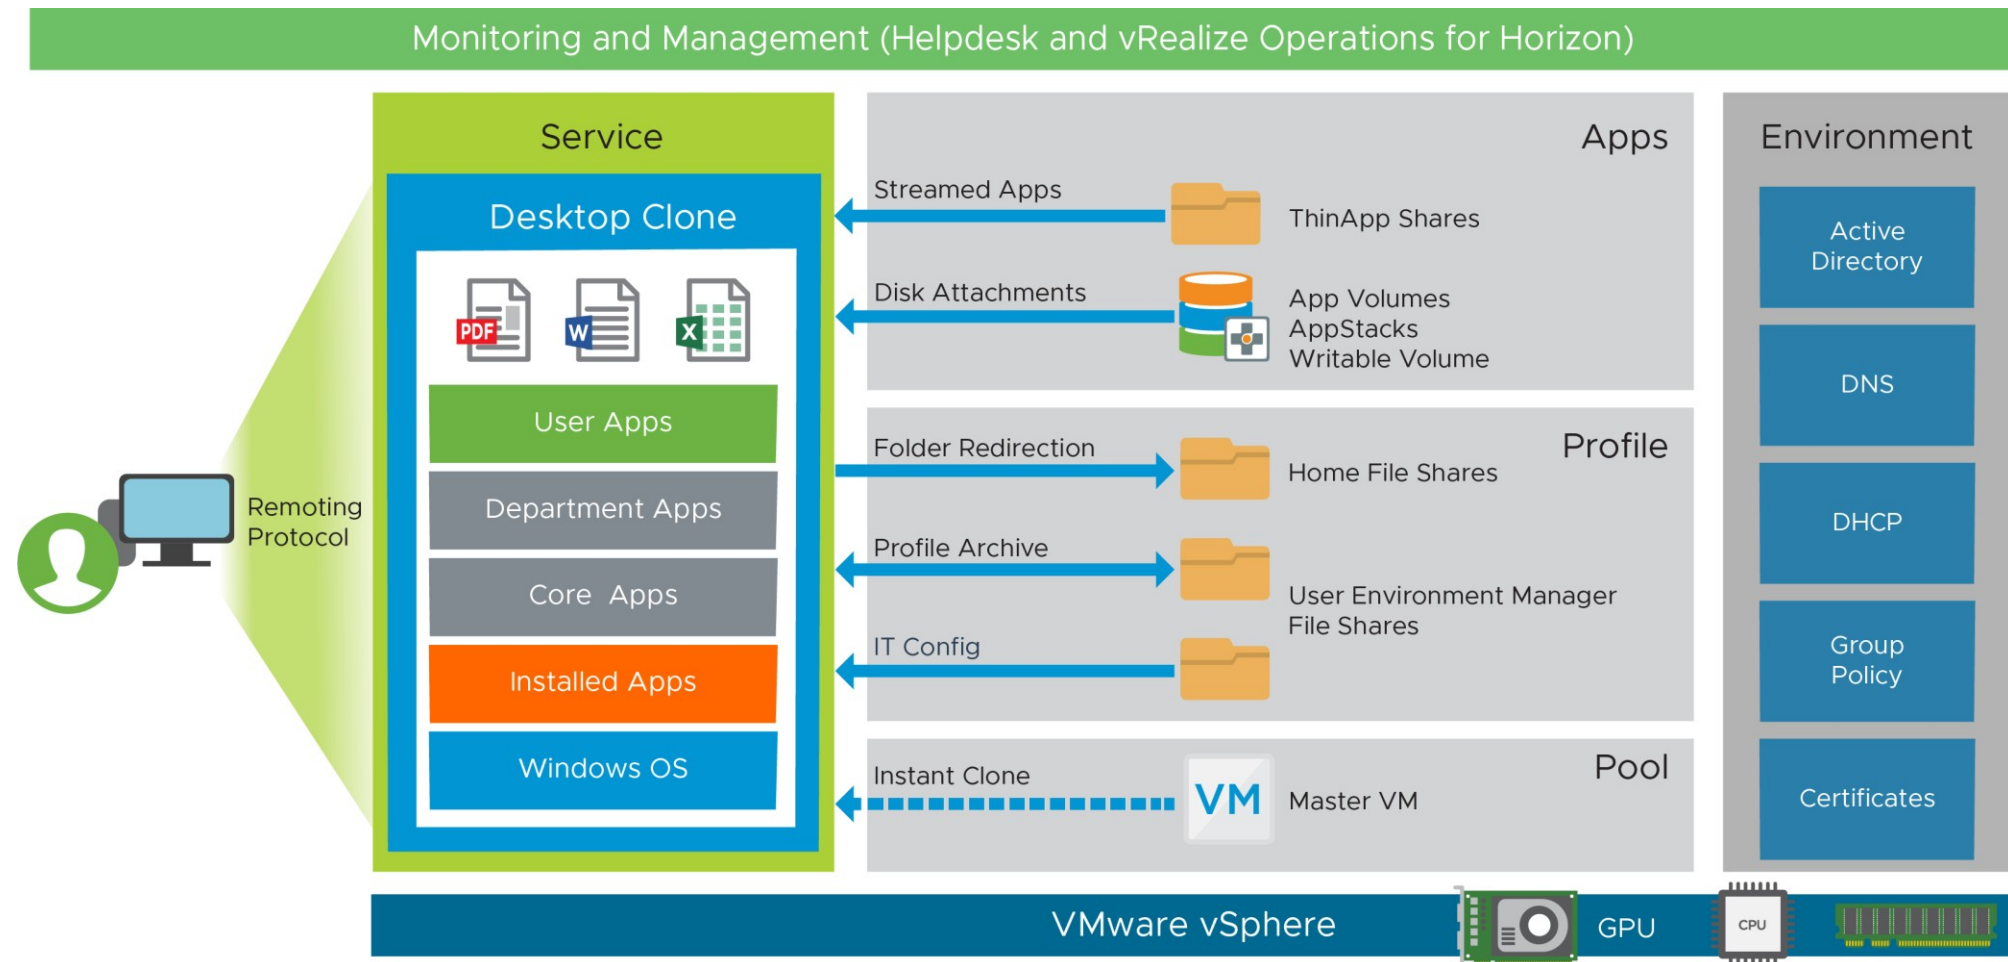 Monitoring and Management (Helpdesk and vRealize Operations for Horizon)
Service
Desktop Clone
PDF
W
X
User Apps
Department Apps
Core Apps
Installed Apps
Windows OS
Remoting
Protocol
Apps
Streamed Apps
ThinApp Shares
Disk Attachments
App Volumes
AppStacks
Writable Volume
Profile
Folder Redirection
Home File Shares
Profile Archive
User Environment Manager
File Shares
IT Config
Pool
Instant Clone
VM
Master VM
Environment
Active
Directory
DNS
DHCP
Group
Policy
Certificates
VMware vSphere
GPU
CPU